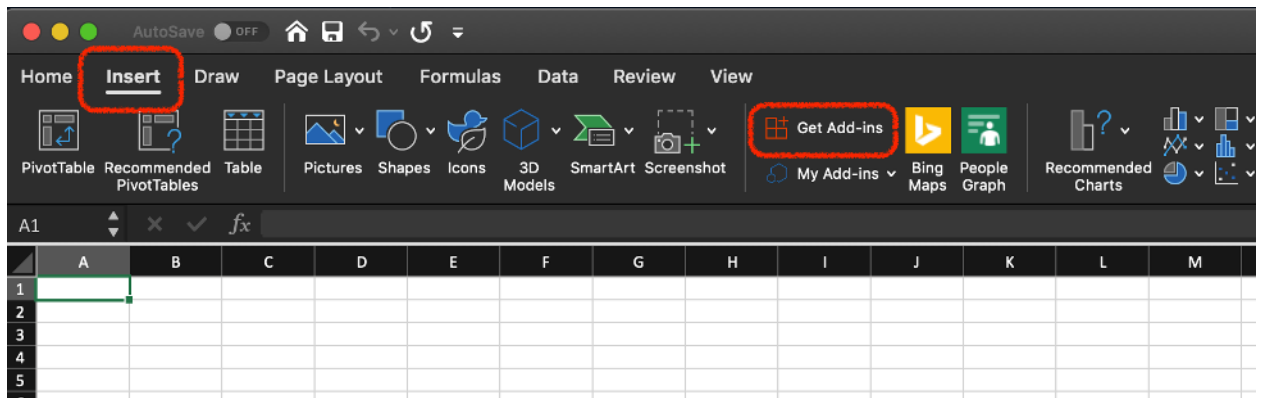 AutoSave OFF
Home Insert Draw Page Layout Formulas Data Review View
Get Add-ins
My Add-ins
PivotTable Recommended PivotTables Table Pictures Shapes Icons 3D Models SmartArt Screenshot Bing Maps People Graph Recommended Charts
A1 fx
A B C D E F G H I J K L M
1
2
3
4
5